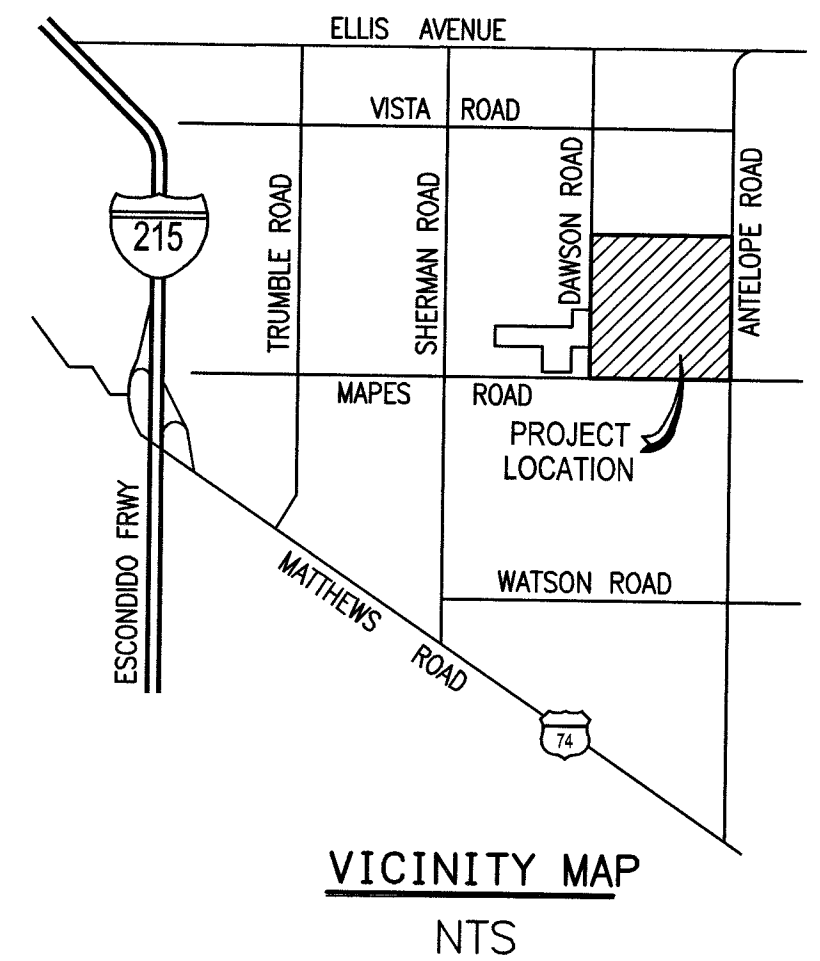 ELLIS AVENUE
VISTA ROAD
215
TRUMBLE ROAD
SHERMAN ROAD
DAWSON ROAD
ANTELOPE ROAD
MAPES ROAD
PROJECT
LOCATION
ESCONDIDO FRWY
MATTHEWS ROAD
WATSON ROAD
74
VICINITY MAP
NTS